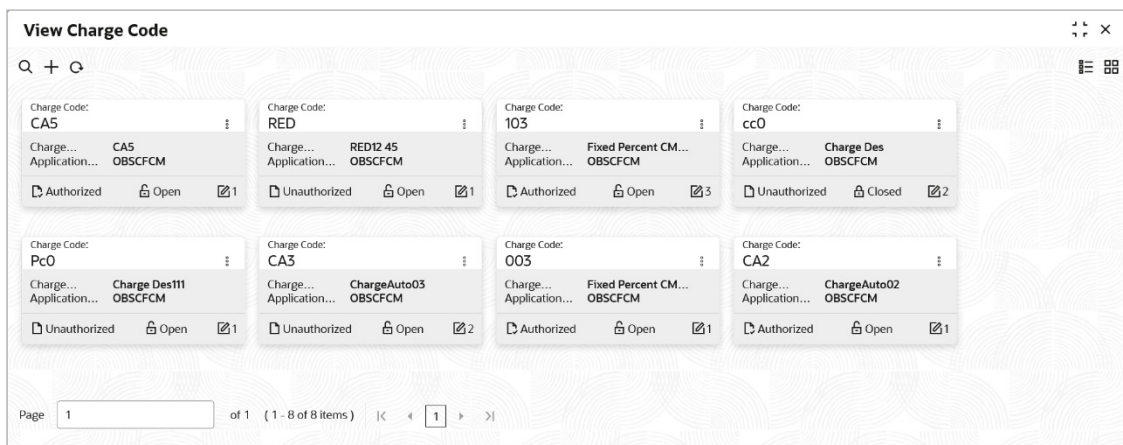 View Charge Code
Charge Code:
CA5
Charge... CA5
Application... OBSCFCM
Authorized Open 1
Charge Code:
RED
Charge... RED12 45
Application... OBSCFCM
Unauthorized Open 1
Charge Code:
103
Charge... Fixed Percent CM...
Application... OBSCFCM
Authorized Open 3
Charge Code:
cc0
Charge... Charge Des
Application... OBSCFCM
Unauthorized Closed 2
Charge Code:
Pc0
Charge... Charge Des111
Application... OBSCFCM
Unauthorized Open 1
Charge Code:
CA3
Charge... ChargeAuto03
Application... OBSCFCM
Unauthorized Open 2
Charge Code:
003
Charge... Fixed Percent CM...
Application... OBSCFCM
Authorized Open 1
Charge Code:
CA2
Charge... ChargeAuto02
Application... OBSCFCM
Authorized Open 1
Page 1 of 1 (1 - 8 of 8 items) 1